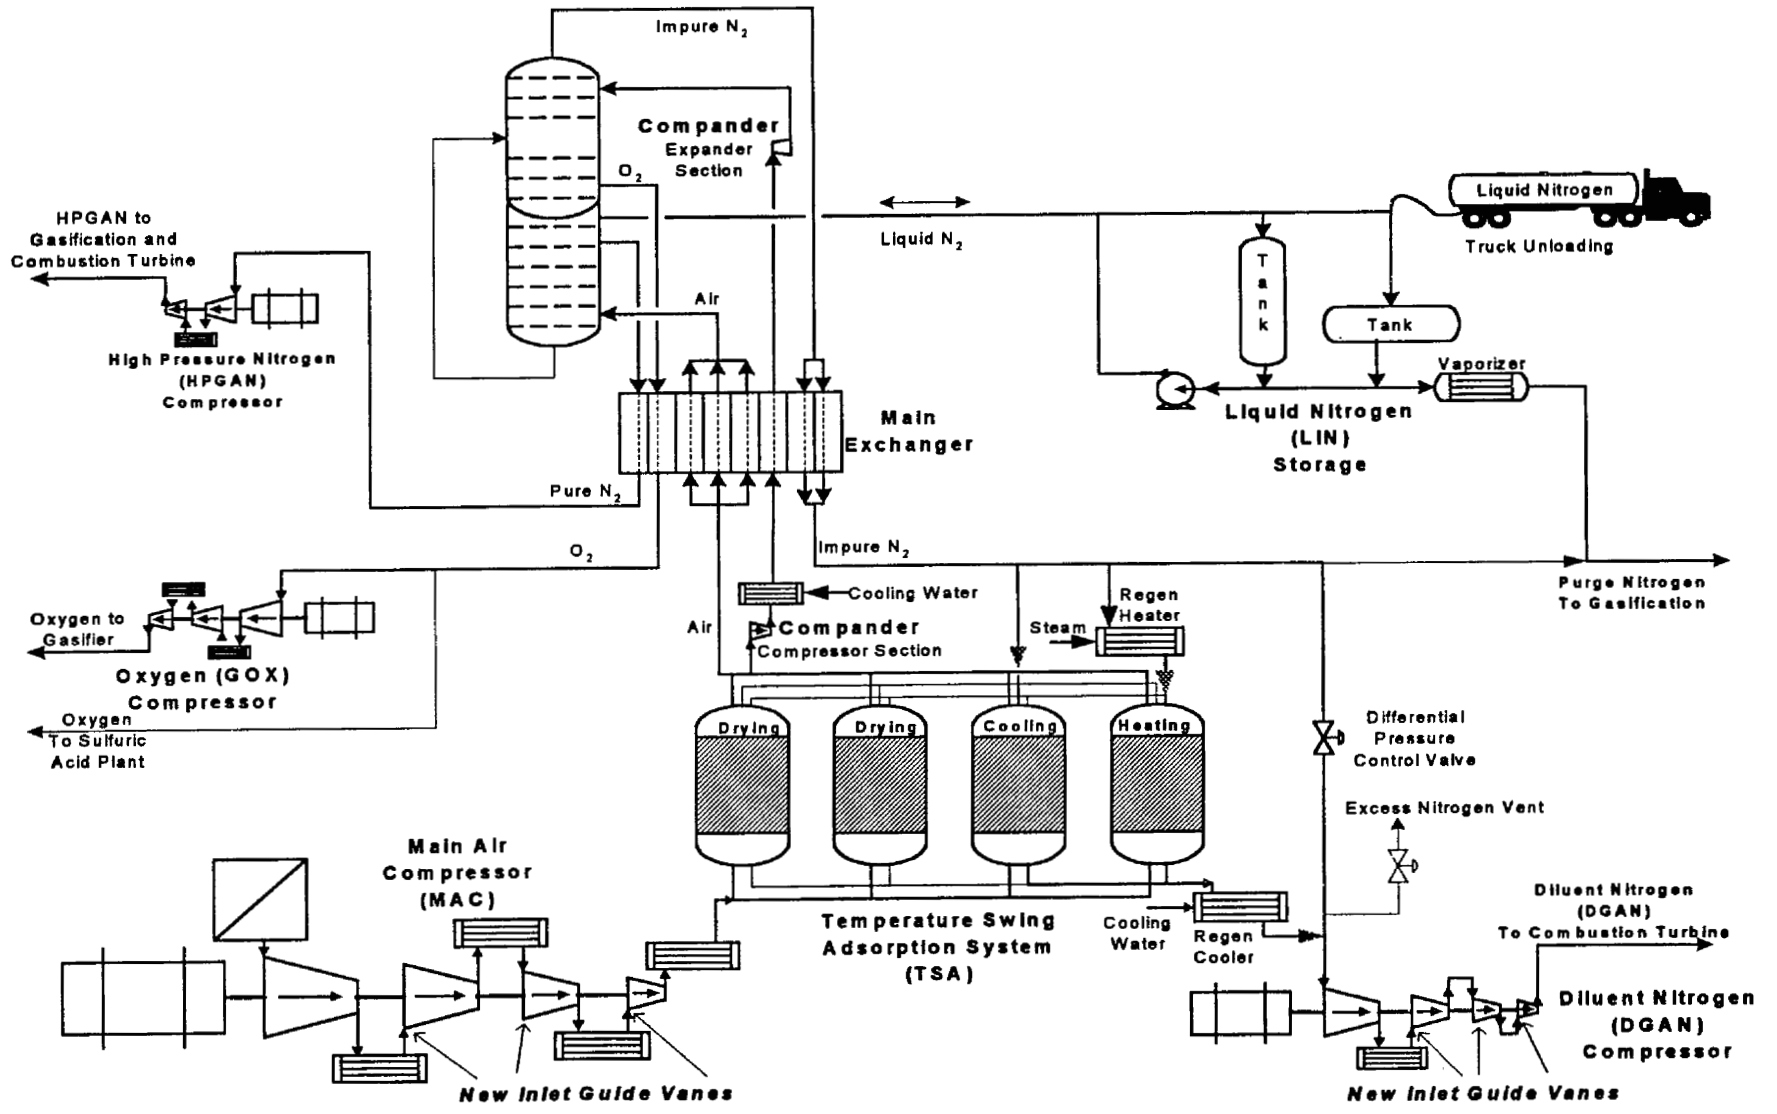 Impure N2
Compander
Expander
Section
O2
Liquid Nitrogen
Truck Unloading
HPGAN to
Gasification and
Combustion Turbine
Liquid N2
Tank
Air
Tank
High Pressure Nitrogen
(HPGAN)
Compressor
Vaporizer
Main
Exchanger
Liquid Nitrogen
(LIN)
Storage
Pure N2
O2
Impure N2
Purge Nitrogen
To Gasification
Cooling Water
Regen
Heater
Oxygen to
Gasifier
Air
Compander
Compressor Section
Steam
Oxygen (GOX)
Compressor
Oxygen
To Sulfuric
Acid Plant
Drying
Drying
Cooling
Heating
Differential
Pressure
Control Valve
Excess Nitrogen Vent
Main Air
Compressor
(MAC)
Temperature Swing
Adsorption System
(TSA)
Cooling
Water
Regen
Cooler
Diluent Nitrogen
(DGAN)
To Combustion Turbine
Diluent Nitrogen
(DGAN)
Compressor
New Inlet Guide Vanes
New Inlet Guide Vanes